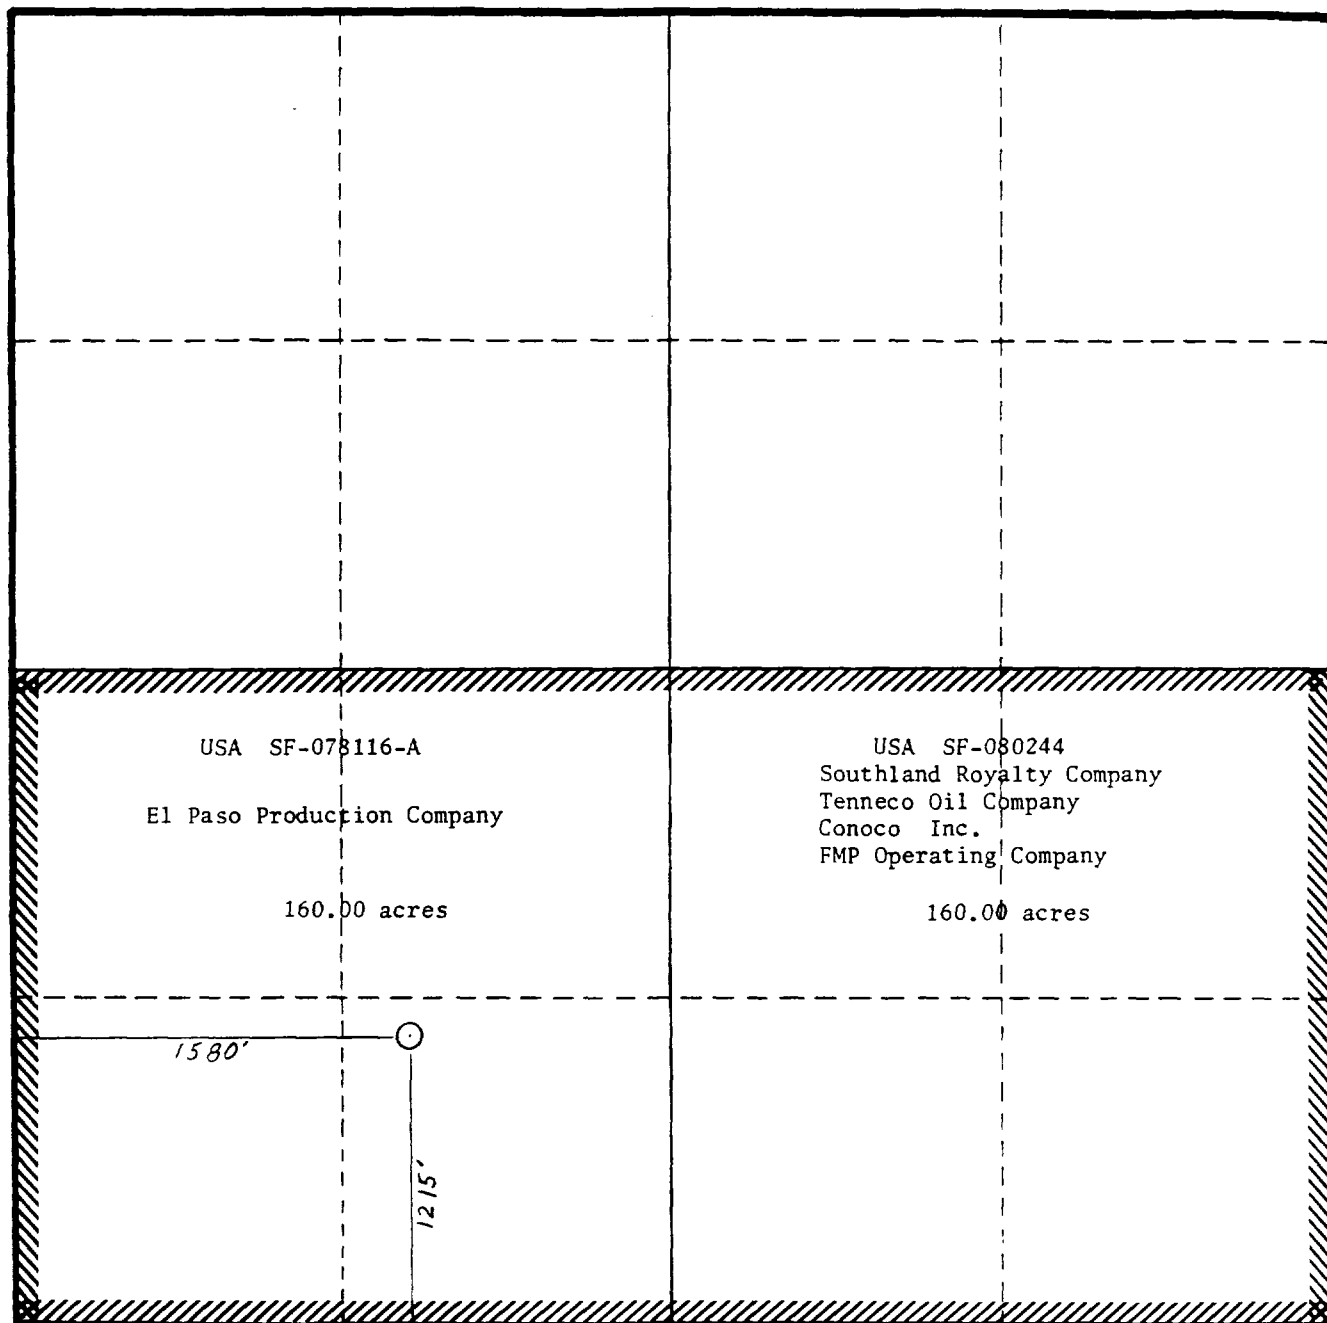 USA SF-078116-A
El Paso Production Company
160.00 acres
USA SF-080244
Southland Royalty Company
Tenneco Oil Company
Conoco Inc.
FMP Operating Company
160.00 acres
1580'
1215'